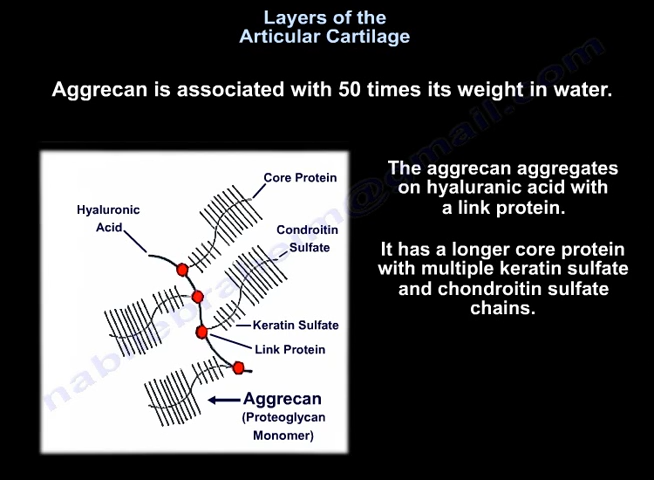 Layers of the
Articular Cartilage
Aggrecan is associated with 50 times its weight in water.
Core Protein
Hyaluronic
Acid
Condroitin
Sulfate
Keratin Sulfate
Link Protein
Aggrecan
(Proteoglycan
Monomer)
The aggrecan aggregates
on hyaluranic acid with
a link protein.
It has a longer core protein
with multiple keratin sulfate
and chondroitin sulfate
chains.